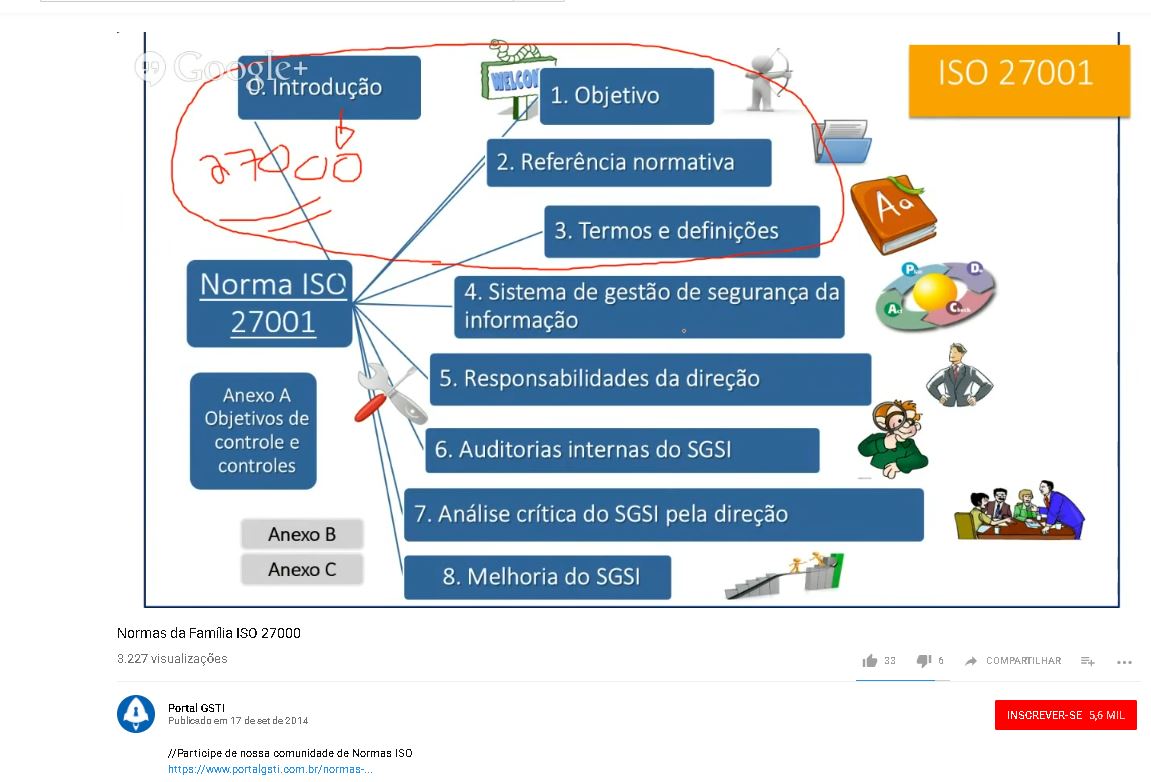 Google+
0. Introdução
WELCOM
1. Objetivo
ISO 27001
27000
2. Referência normativa
Aa
3. Termos e definições
Norma ISO
27001
4. Sistema de gestão de segurança da
informação
Act
Check
5. Responsabilidades da direção
Anexo A
Objetivos de
controle e
controles
6. Auditorias internas do SGSI
7. Análise crítica do SGSI pela direção
Anexo B
Anexo C
8. Melhoria do SGSI
Normas da Família ISO 27000
3.227 visualizações
33
6
COMPARTILHAR
Portal GSTI
Publicado em 17 de set de 2014
INSCREVER-SE 5,6 MIL
//Participe de nossa comunidade de Normas ISO
https://www.portalgsti.com.br/normas-...